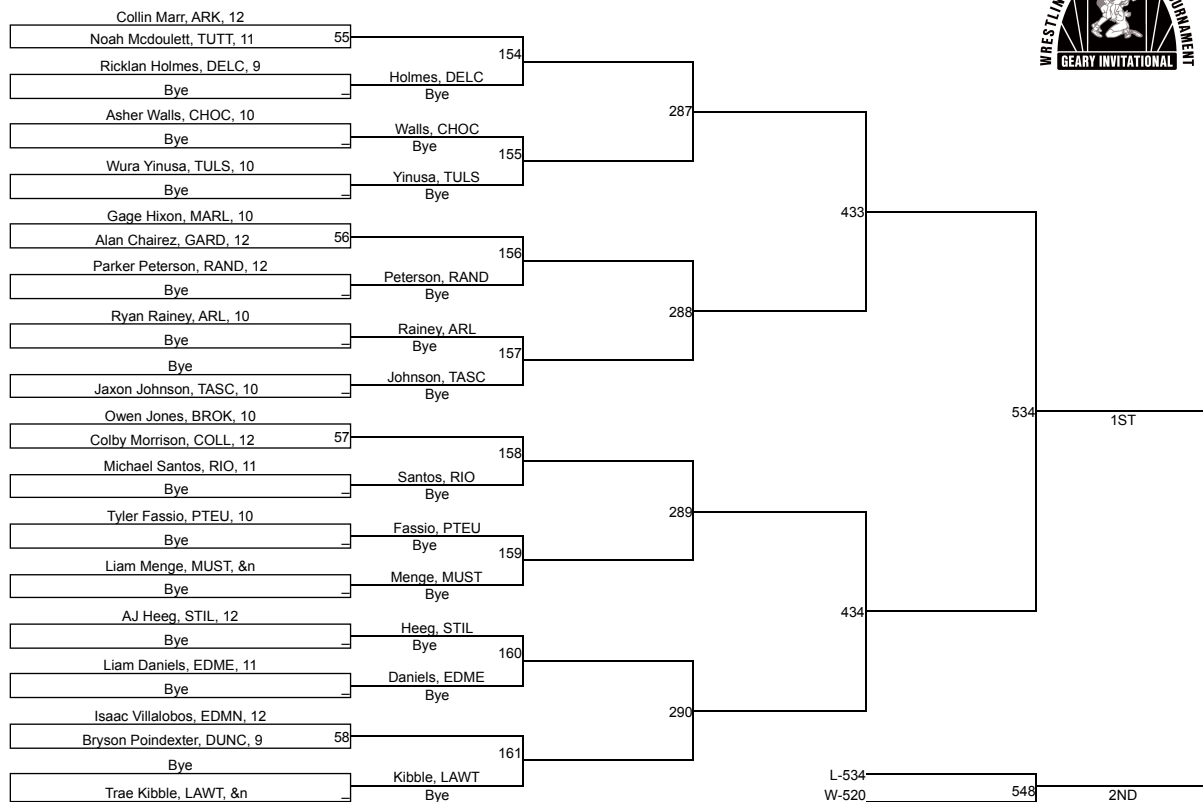 Collin Marr, ARK, 12
Noah Mcdoulett, TUTT, 11
55
Ricklan Holmes, DELC, 9
Bye
_
Asher Walls, CHOC, 10
Bye
_
Wura Yinusa, TULS, 10
Bye
_
Gage Hixon, MARL, 10
Alan Chairez, GARD, 12
56
Parker Peterson, RAND, 12
Bye
_
Ryan Rainey, ARL, 10
Bye
_
Bye
Jaxon Johnson, TASC, 10
_
Owen Jones, BROK, 10
Colby Morrison, COLL, 12
57
Michael Santos, RIO, 11
Bye
_
Tyler Fassio, PTEU, 10
Bye
_
Liam Menge, MUST, &n
Bye
_
AJ Heeg, STIL, 12
Bye
_
Liam Daniels, EDME, 11
Bye
_
Isaac Villalobos, EDMN, 12
Bryson Poindexter, DUNC, 9
58
Bye
Trae Kibble, LAWT, &n
_
154
Holmes, DELC
Bye
Walls, CHOC
Bye
155
Yinusa, TULS
Bye
156
Peterson, RAND
Bye
Rainey, ARL
Bye
157
Johnson, TASC
Bye
158
Santos, RIO
Bye
Fassio, PTEU
Bye
159
Menge, MUST
Bye
Heeg, STIL
Bye
160
Daniels, EDME
Bye
161
Kibble, LAWT
Bye
287
288
289
290
433
434
534
1ST
L-534
W-520
548
2ND
GEARY INVITATIONAL